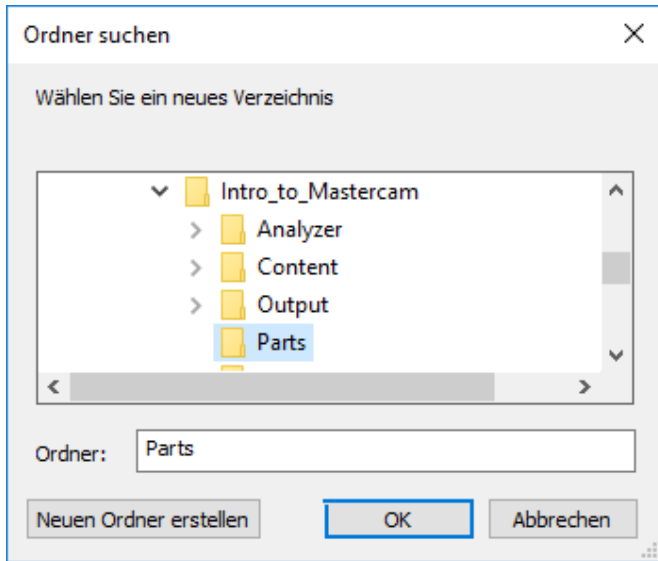 Ordner suchen
Wählen Sie ein neues Verzeichnis
Intro_to_Mastercam
Analyzer
Content
Output
Parts
Ordner: Parts
Neuen Ordner erstellen OK Abbrechen